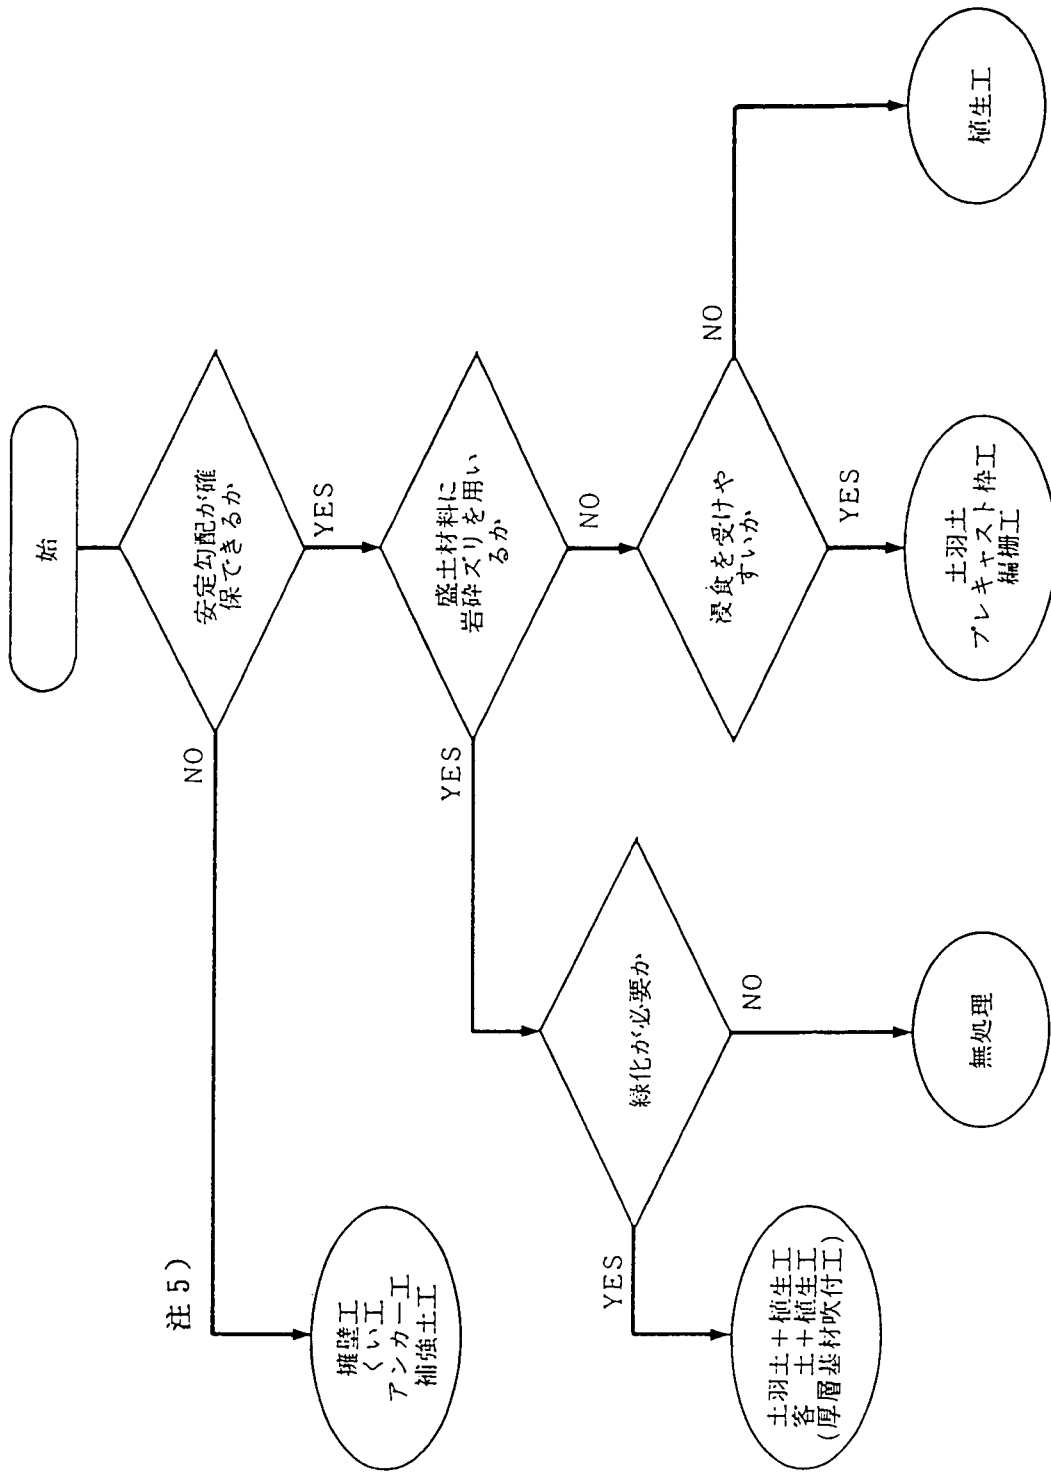 始
安定勾配が確
保できるか
NO
YES
注5)
擁壁工
くい工
アンカー工
補強土工
盛土材料に
岩砕ズリを用い
るか
YES
NO
緑化が必要か
YES
NO
土羽土+植生工
客 土+植生工
(厚層基材吹付工)
無処理
浸食を受けや
すいか
NO
YES
土羽土
プレキャスト枠工
編柵工
植生工